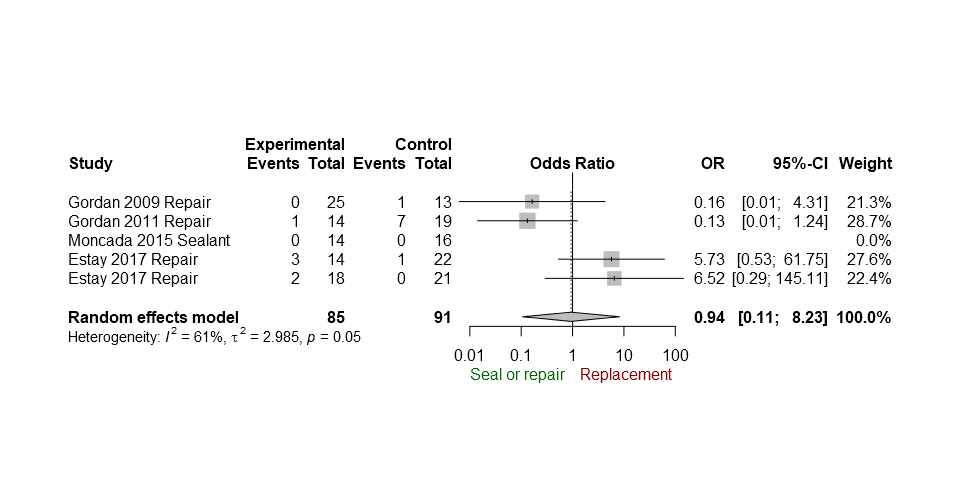 Experimental Control
Study Events Total Events Total Odds Ratio OR 95%-CI Weight
Gordan 2009 Repair 0 25 1 13 0.16 [0.01; 4.31] 21.3%
Gordan 2011 Repair 1 14 7 19 0.13 [0.01; 1.24] 28.7%
Moncada 2015 Sealant 0 14 0 16 0.0%
Estay 2017 Repair 3 14 1 22 5.73 [0.53; 61.75] 27.6%
Estay 2017 Repair 2 18 0 21 6.52 [0.29; 145.11] 22.4%
Random effects model 85 91 0.94 [0.11; 8.23] 100.0%
Heterogeneity: I² = 61%, τ² = 2.985, p = 0.05
0.01 0.1 1 10 100
Seal or repair Replacement